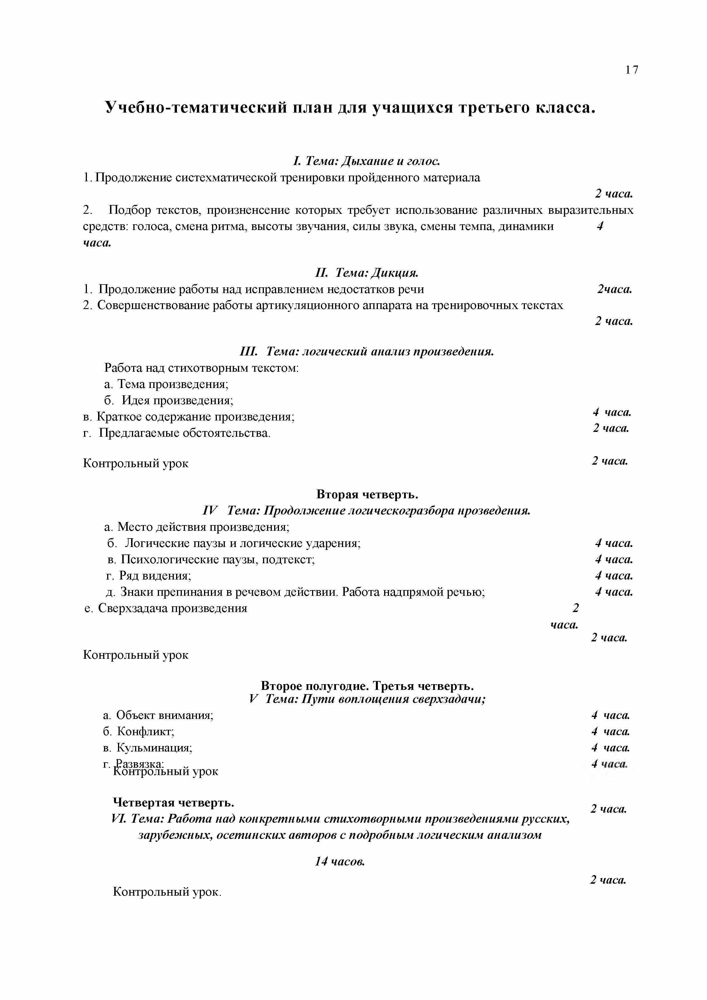 17
Учебно-тематический план для учащихся третьего класса.
I. Тема: Дыхание и голос.
1. Продолжение систехматической тренировки пройденного материала
2 часа.
2. Подбор текстов, произненсение которых требует использование различных выразительных
средств: голоса, смена ритма, высоты звучания, силы звука, смены темпа, динамики 4
часа.
II. Тема: Дикция.
1. Продолжение работы над исправлением недостатков речи 2часа.
2. Совершенствование работы артикуляционного аппарата на тренировочных текстах
2 часа.
III. Тема: логический анализ произведения.
Работа над стихотворным текстом:
а. Тема произведения;
б. Идея произведения;
в. Краткое содержание произведения; 4 часа.
г. Предлагаемые обстоятельства. 2 часа.
Контрольный урок 2 часа.
Вторая четверть.
IV Тема: Продолжение логическогразбора нрозведения.
а. Место действия произведения;
б. Логические паузы и логические ударения; 4 часа.
в. Психологические паузы, подтекст; 4 часа.
г. Ряд видения; 4 часа.
д. Знаки препинания в речевом действии. Работа надпрямой речью; 4 часа.
е. Сверхзадача произведения 2
часа.
2 часа.
Контрольный урок
Второе полугодие. Третья четверть.
V Тема: Пути воплощения сверхзадачи;
а. Объект внимания; 4 часа.
б. Конфликт; 4 часа.
в. Кульминация; 4 часа.
г. Развязка; 4 часа.
Контрольный урок
Четвертая четверть.
2 часа.
VI. Тема: Работа над конкретными стихотворными произведениями русских,
зарубежных, осетинских авторов с подробным логическим анализом
14 часов.
2 часа.
Контрольный урок.